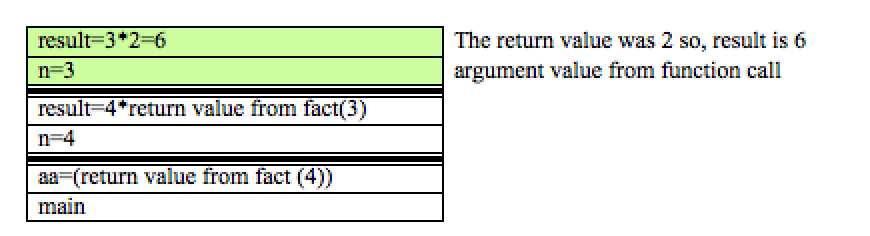 result=3*2=6
The return value was 2 so, result is 6
n=3
argument value from function call
result=4*return value from fact(3)
n=4
aa=(return value from fact (4))
main